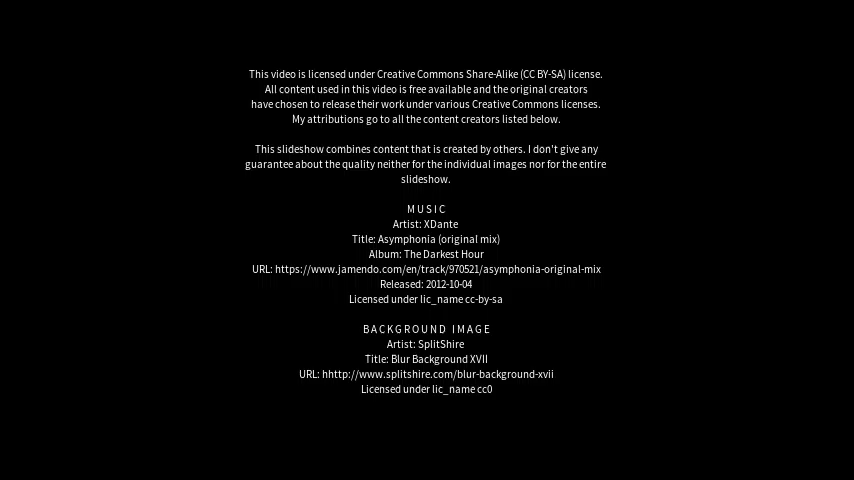 This video is licensed under Creative Commons Share-Alike (CC BY-SA) license.
All content used in this video is free available and the original creators
have chosen to release their work under various Creative Commons licenses.
My attributions go to all the content creators listed below.
This slideshow combines content that is created by others. I don't give any
guarantee about the quality neither for the individual images nor for the entire
slideshow.
MUSIC
Artist: XDante
Title: Asymphonia (original mix)
Album: The Darkest Hour
URL: https://www.jamendo.com/en/track/970521/asymphonia-original-mix
Released: 2012-10-04
Licensed under lic_name cc-by-sa
BACKGROUND IMAGE
Artist: SplitShire
Title: Blur Background XVII
URL: hhttp://www.splitshire.com/blur-background-xvii
Licensed under lic_name cc0